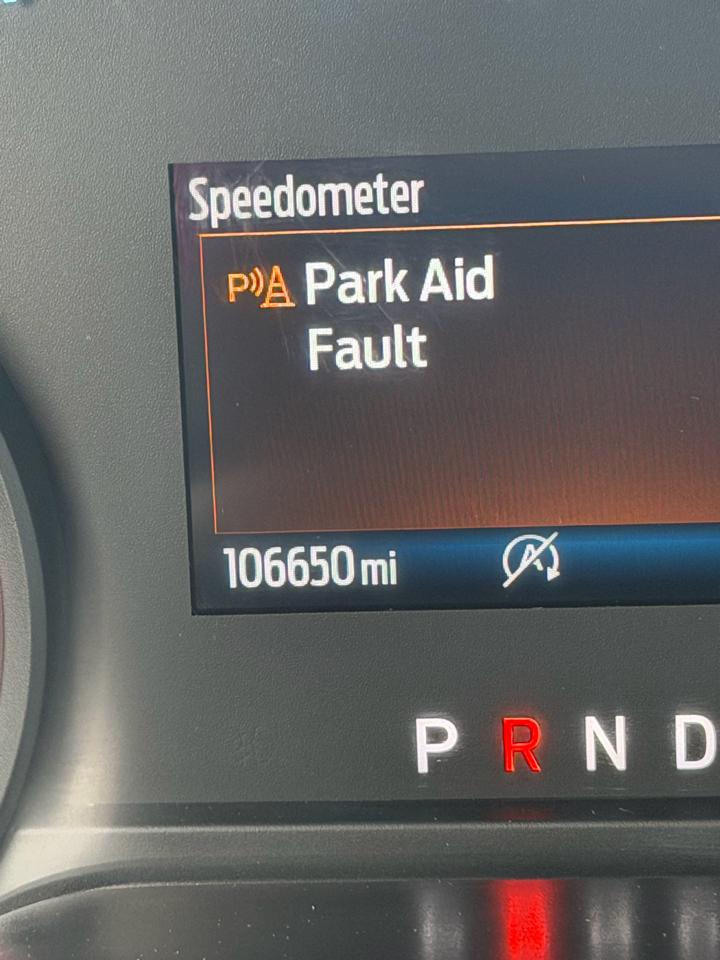 Speedometer
P Park Aid
Fault
106650 mi
A
P R N D